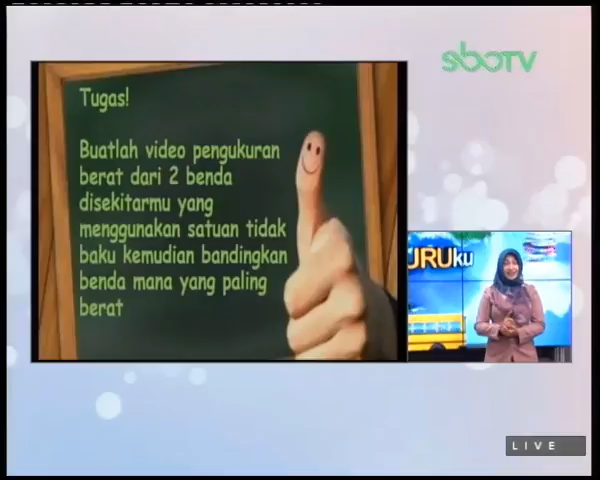 sboTV
Tugas!
Buatlah video pengukuran
berat dari 2 benda
disekitarmu yang
menggunakan satuan tidak
baku kemudian bandingkan
benda mana yang paling
berat
URUku
LIVE